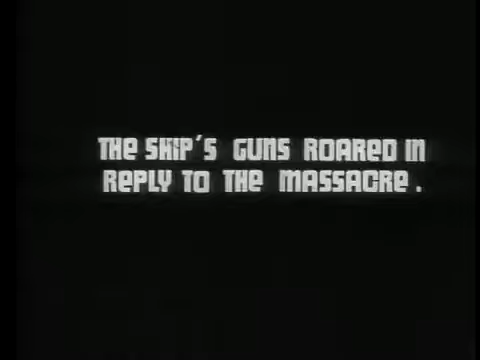 THE SHIP'S GUNS ROARED IN
REPLY TO THE MASSACRE.